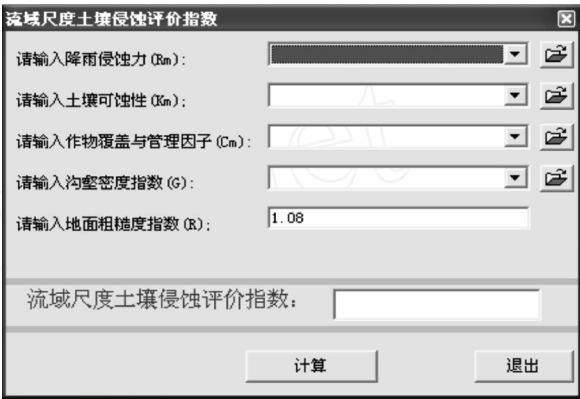 流域尺度土壤侵蚀评价指数
请输入降雨侵蚀力(Rm):
请输入土壤可蚀性(Km):
请输入作物覆盖与管理因子(Cm):
请输入沟壑密度指数(G):
请输入地面粗糙度指数(R): 1.08
流域尺度土壤侵蚀评价指数:
计算 退出